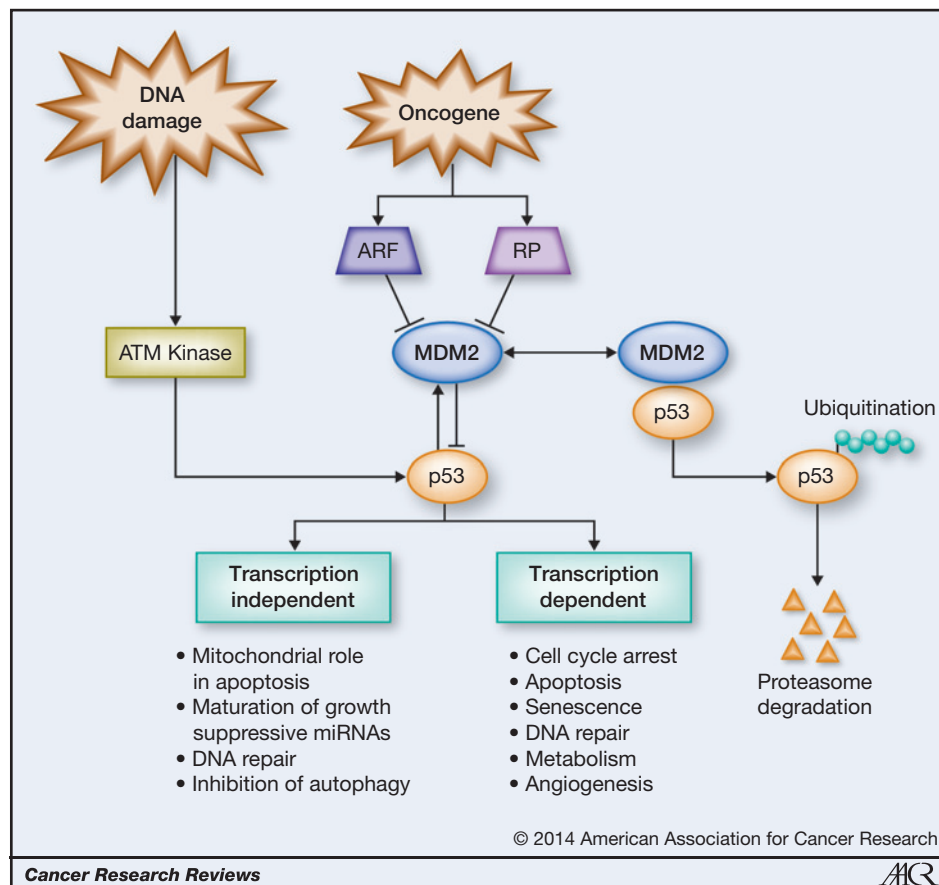 DNA
damage
Oncogene
ARF
RP
ATM Kinase
MDM2
MDM2
p53
Ubiquitination
p53
p53
Transcription
independent
Transcription
dependent
• Mitochondrial role
in apoptosis
• Maturation of growth
suppressive miRNAs
• DNA repair
• Inhibition of autophagy
• Cell cycle arrest
• Apoptosis
• Senescence
• DNA repair
• Metabolism
• Angiogenesis
Proteasome
degradation
© 2014 American Association for Cancer Research
Cancer Research Reviews
AACR